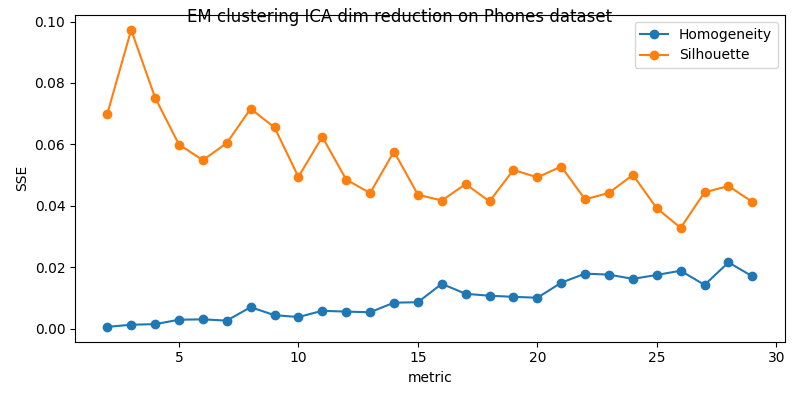 EM clustering ICA dim reduction on Phones dataset
Homogeneity
Silhouette
0.10
0.08
0.06
0.04
0.02
0.00
SSE
5
10
15
20
25
30
metric